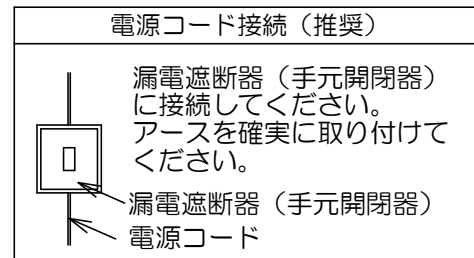 電源コード接続（推奨）
漏電遮断器（手元開閉器）
に接続してください。
アースを確実に取り付けて
ください。
漏電遮断器（手元開閉器）
電源コード